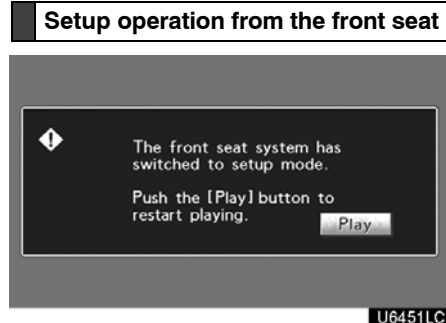 Setup operation from the front seat
The front seat system has
switched to setup mode.
Push the [Play] button to
restart playing.
Play
U6451LC